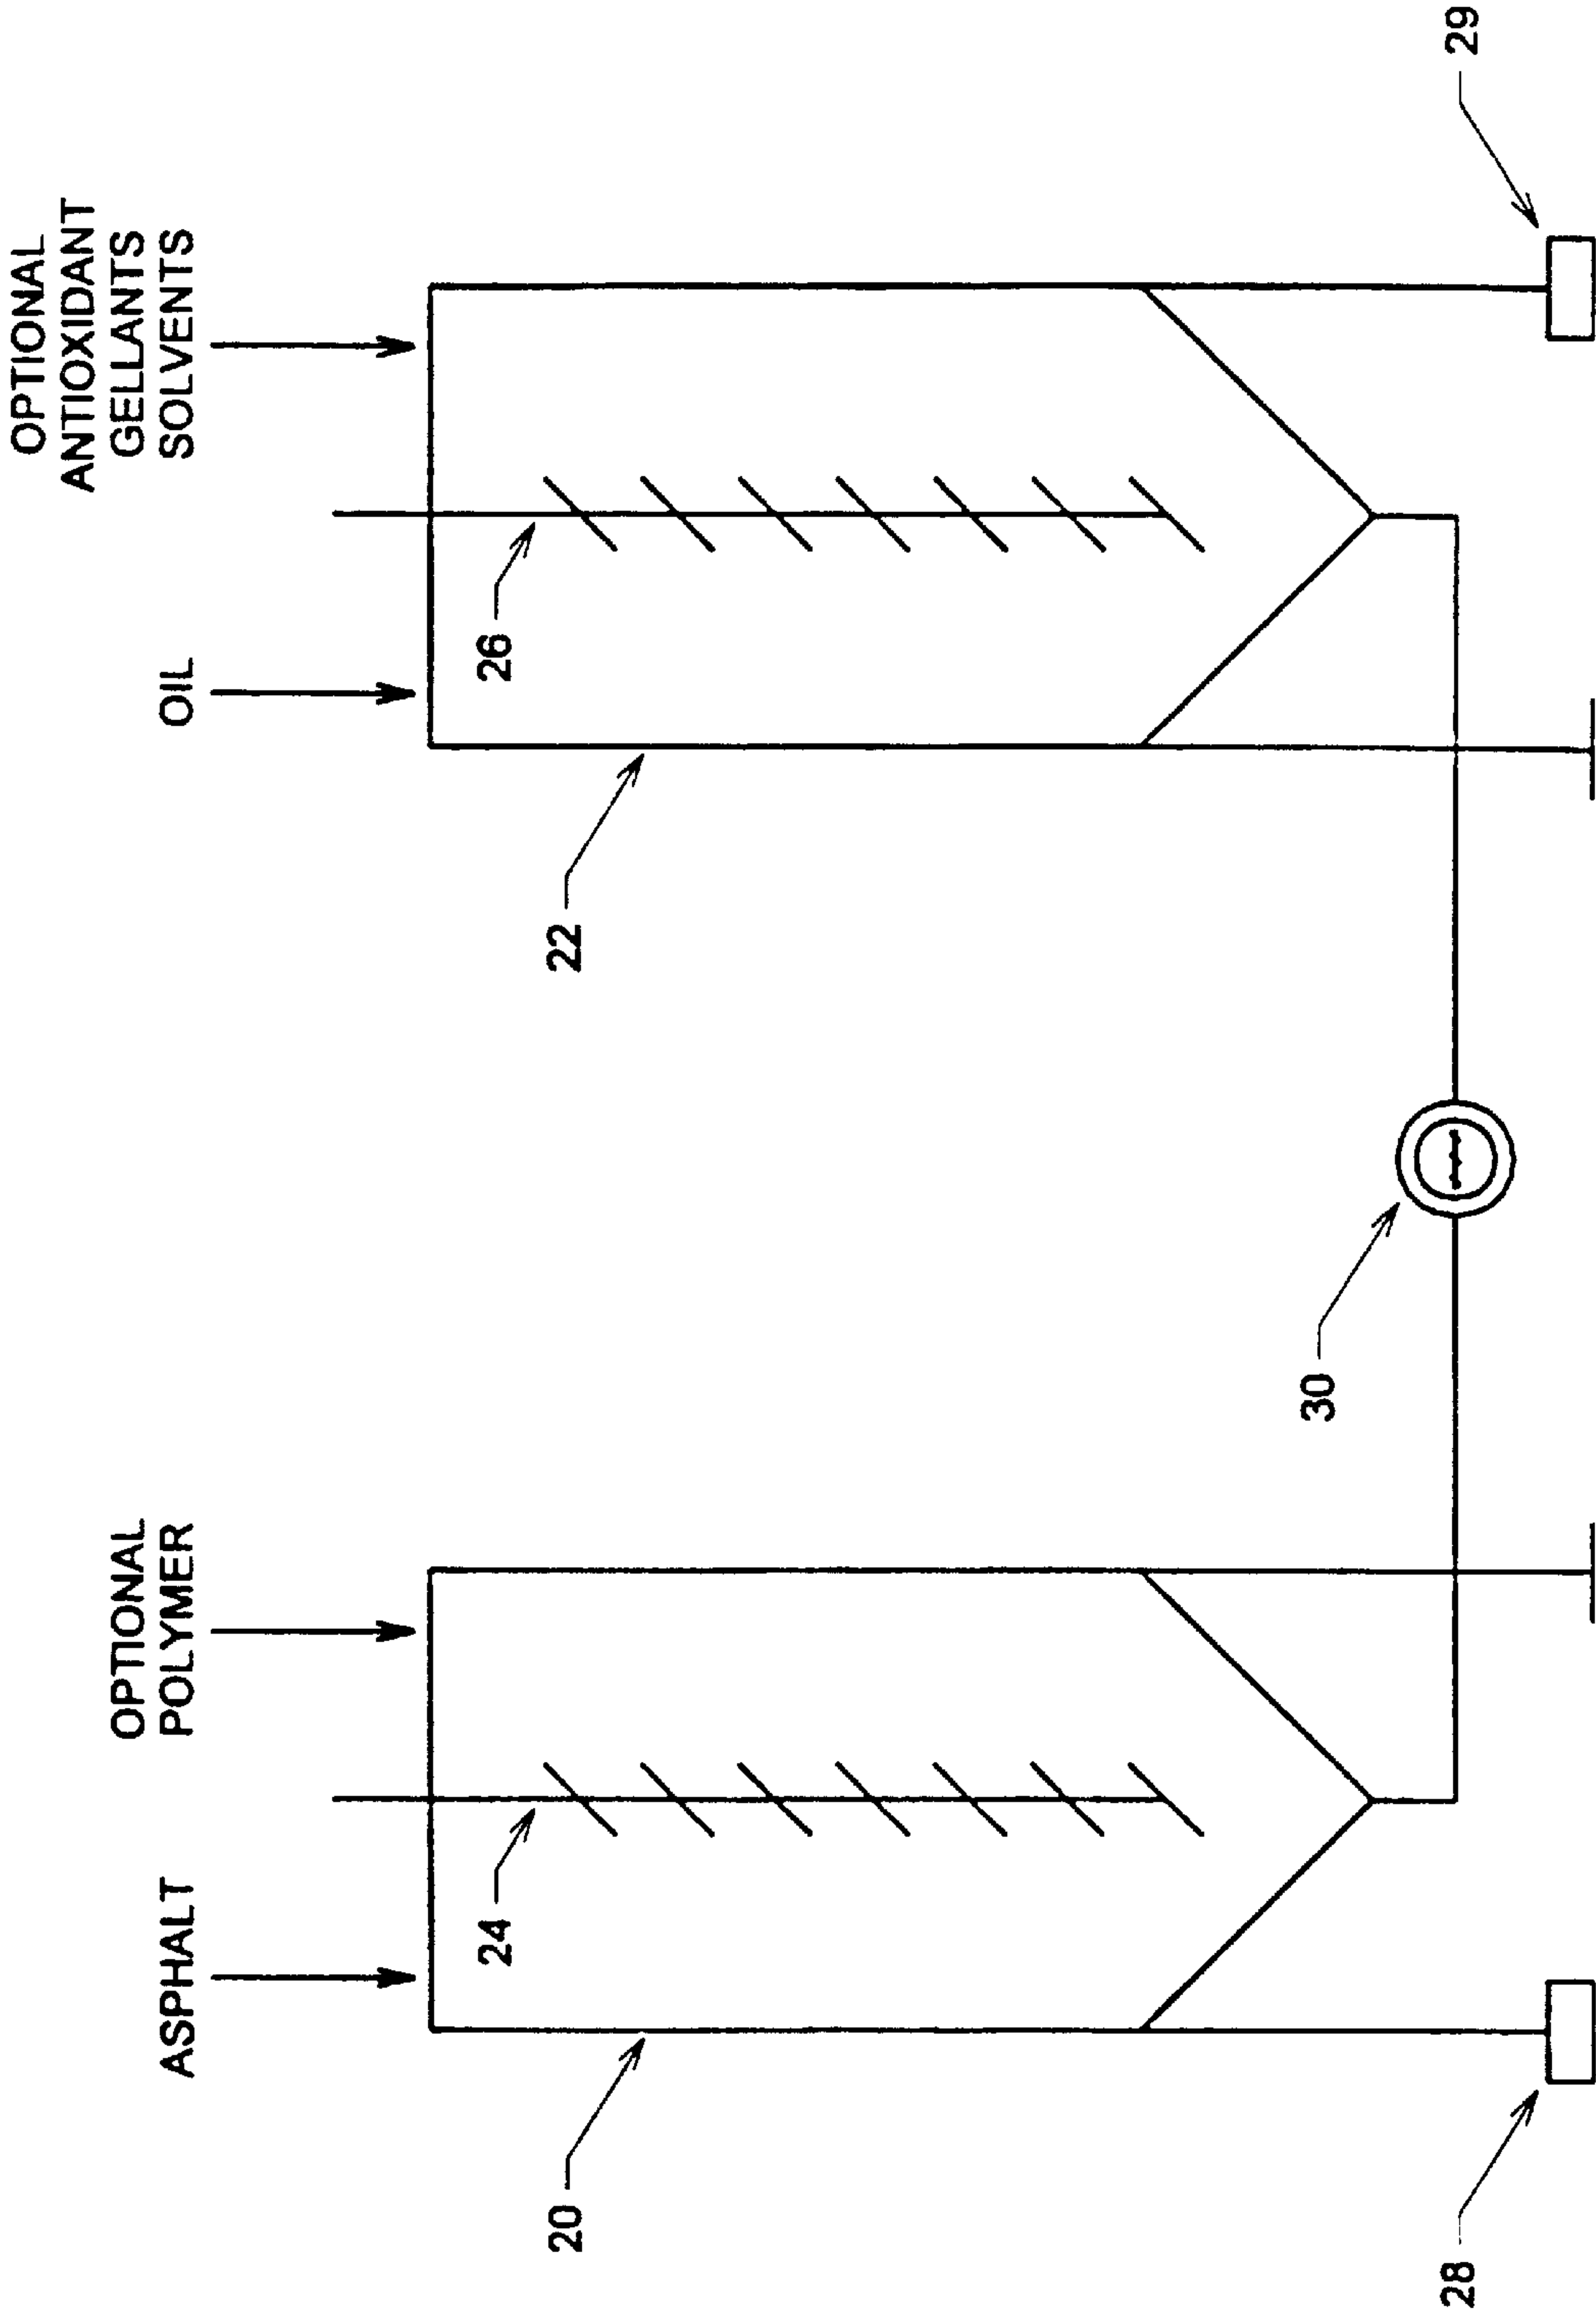 ASPHALT
OPTIONAL
POLYMER
OIL
OPTIONAL
ANTIOXIDANT
GELLANTS
SOLVENTS
24
26
20
22
30
28
29